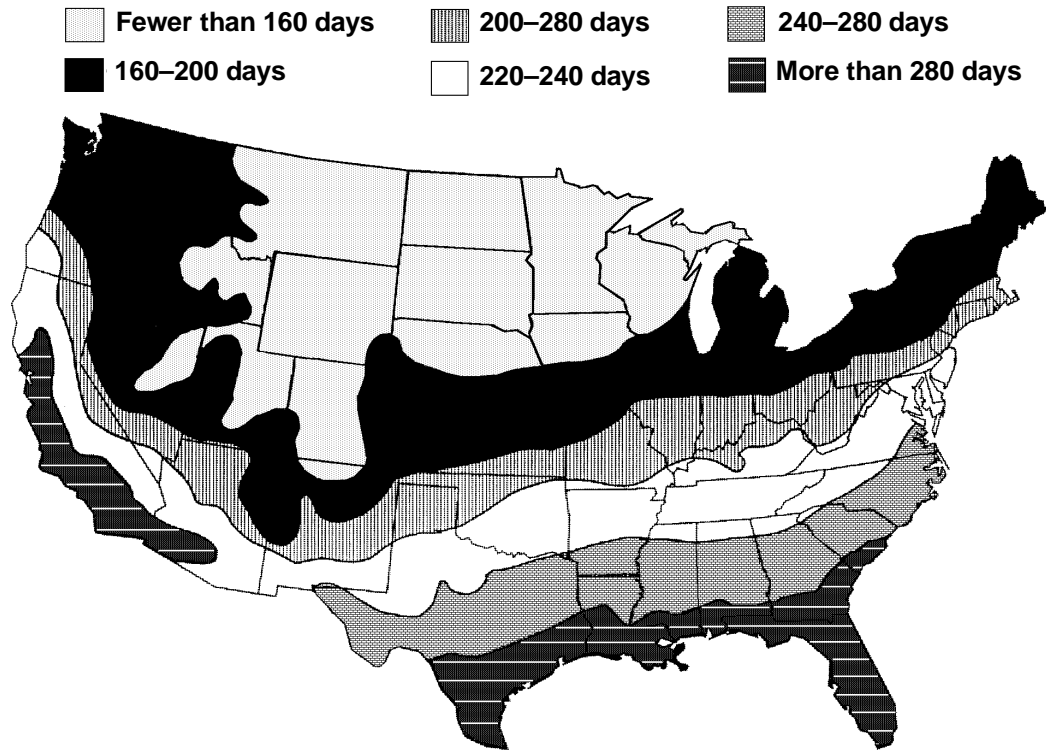 Fewer than 160 days
200–280 days
240–280 days
160–200 days
220–240 days
More than 280 days